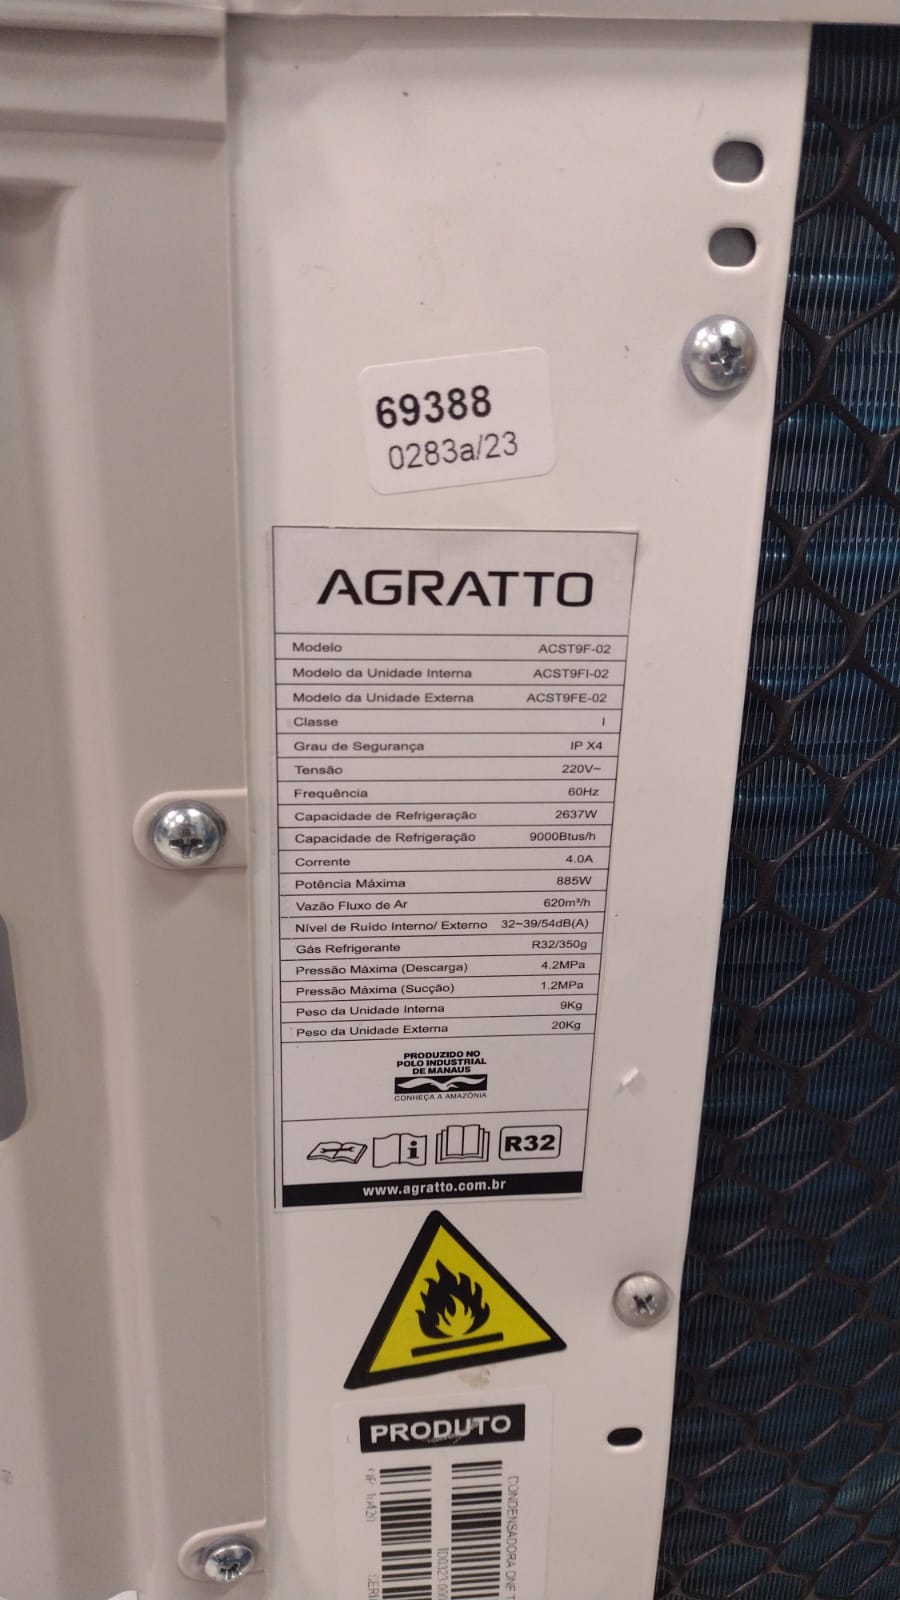 69388
0283a/23
AGRATTO
Modelo ACST9F-02
Modelo da Unidade Interna ACST9FI-02
Modelo da Unidade Externa ACST9FE-02
Classe I
Grau de Segurança IP X4
Tensão 220V~
Frequência 60Hz
Capacidade de Refrigeração 2637W
Capacidade de Refrigeração 9000Btus/h
Corrente 4.0A
Potência Máxima 885W
Vazão Fluxo de Ar 620m³/h
Nível de Ruído Interno/ Externo 32~39/54dB(A)
Gás Refrigerante R32/350g
Pressão Máxima (Descarga) 4.2MPa
Pressão Máxima (Sucção) 1.2MPa
Peso da Unidade Interna 9Kg
Peso da Unidade Externa 20Kg
PRODUZIDO NO
POLO INDUSTRIAL
DE MANAUS
CONHEÇA A AMAZÔNIA
R32
www.agratto.com.br
PRODUTO
CONDENSADORA ONE